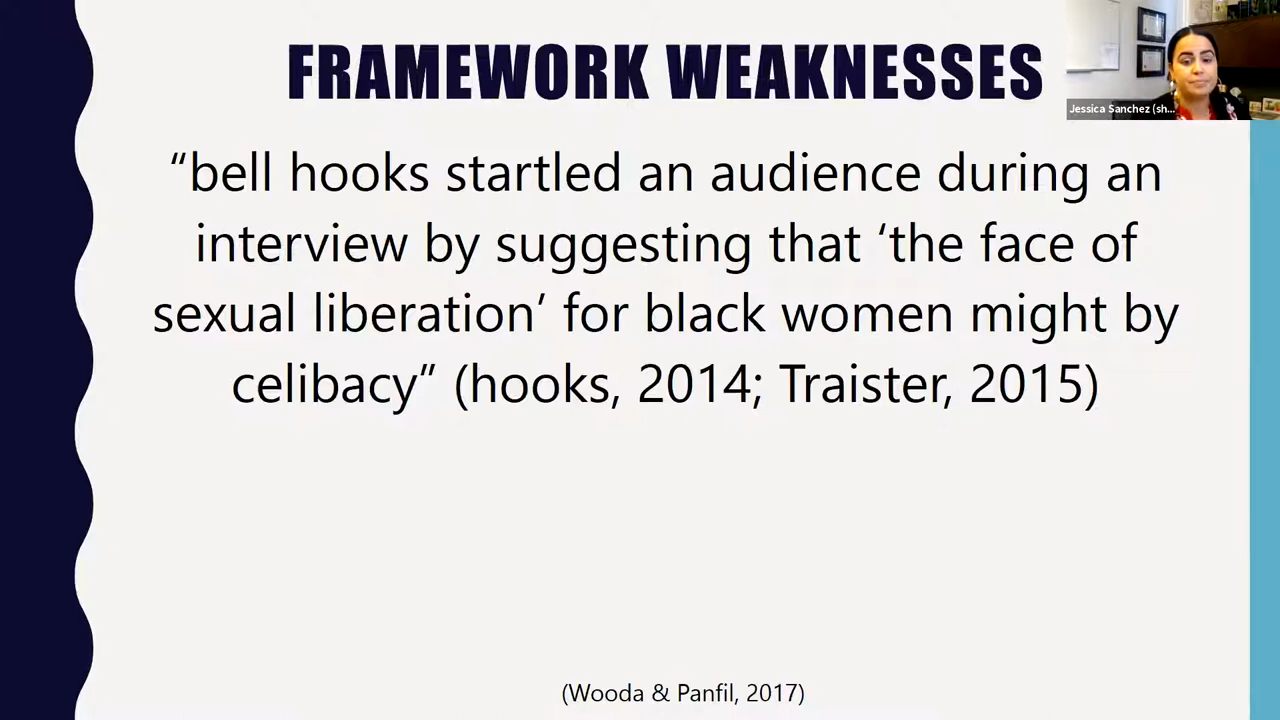 FRAMEWORK WEAKNESSES
Jessica Sanchez (sh...
“bell hooks startled an audience during an
interview by suggesting that ‘the face of
sexual liberation’ for black women might by
celibacy” (hooks, 2014; Traister, 2015)
(Wooda & Panfil, 2017)